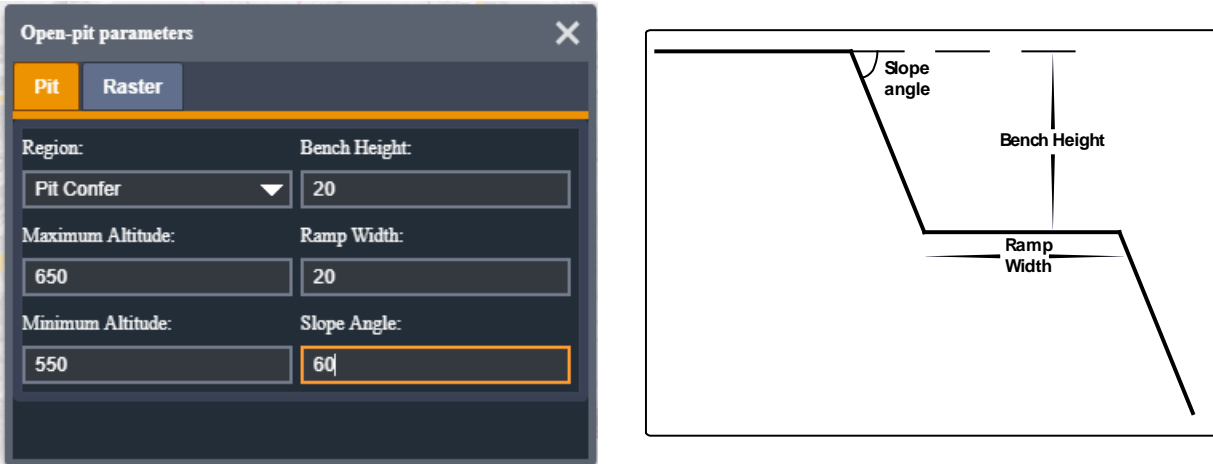 Open-pit parameters
Pit Raster
Region: Bench Height:
Pit Confer 20
Maximum Altitude: Ramp Width:
650 20
Minimum Altitude: Slope Angle:
550 60
Slope
angle
Bench Height
Ramp
Width